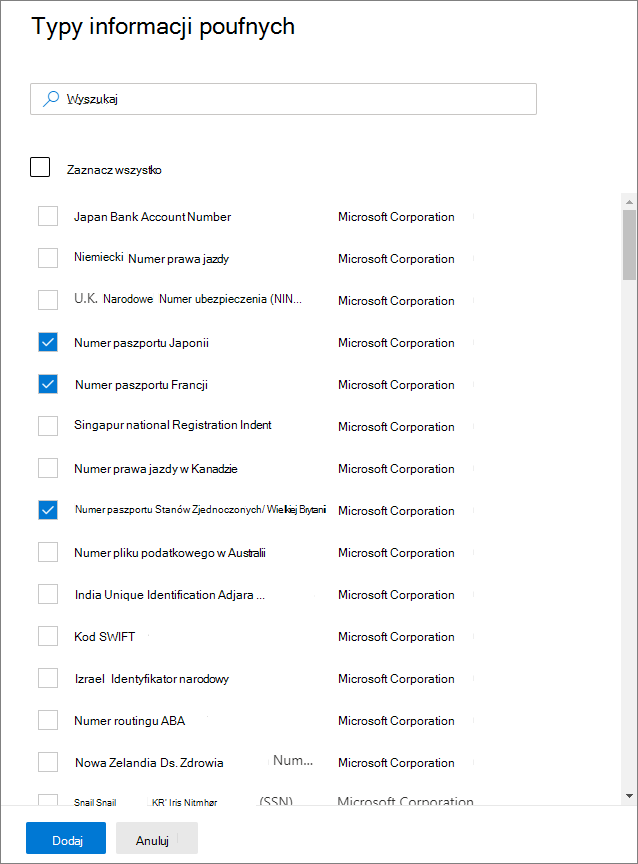 Typy informacji poufnych
Wyszukaj
Zaznacz wszystko
Japan Bank Account Number Microsoft Corporation
Niemiecki Numer prawa jazdy Microsoft Corporation
U.K. Narodowe Numer ubezpieczenia (NIN... Microsoft Corporation
Numer paszportu Japonii Microsoft Corporation
Numer paszportu Francji Microsoft Corporation
Singapur national Registration Indent Microsoft Corporation
Numer prawa jazdy w Kanadzie Microsoft Corporation
Numer paszportu Stanów Zjednoczonych/ Wielkiej Brytanii Microsoft Corporation
Numer pliku podatkowego w Australii Microsoft Corporation
India Unique Identification Adjara ... Microsoft Corporation
Kod SWIFT Microsoft Corporation
Izrael Identyfikator narodowy Microsoft Corporation
Numer routingu ABA Microsoft Corporation
Nowa Zelandia Ds. Zdrowia Num... Microsoft Corporation
Snail Snail KR' Iris (SSN) Microsoft Corporation
Dodaj Anuluj